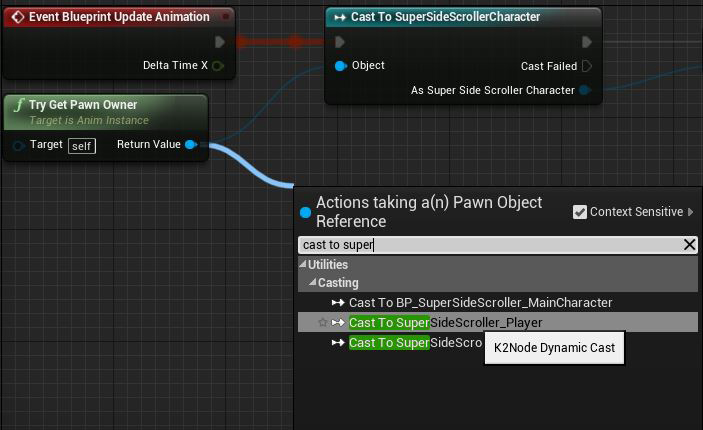 Event Blueprint Update Animation
Delta Time X
Cast To SuperSideScrollerCharacter
Object
Cast Failed
As Super Side Scroller Character
f Try Get Pawn Owner
Target is Anim Instance
Target self
Return Value
Actions taking a(n) Pawn Object
Reference
Context Sensitive
cast to super
Utilities
Casting
Cast To BP_SuperSideScroller_MainCharacter
Cast To SuperSideScroller_Player
Cast To SuperSideScro
K2Node Dynamic Cast